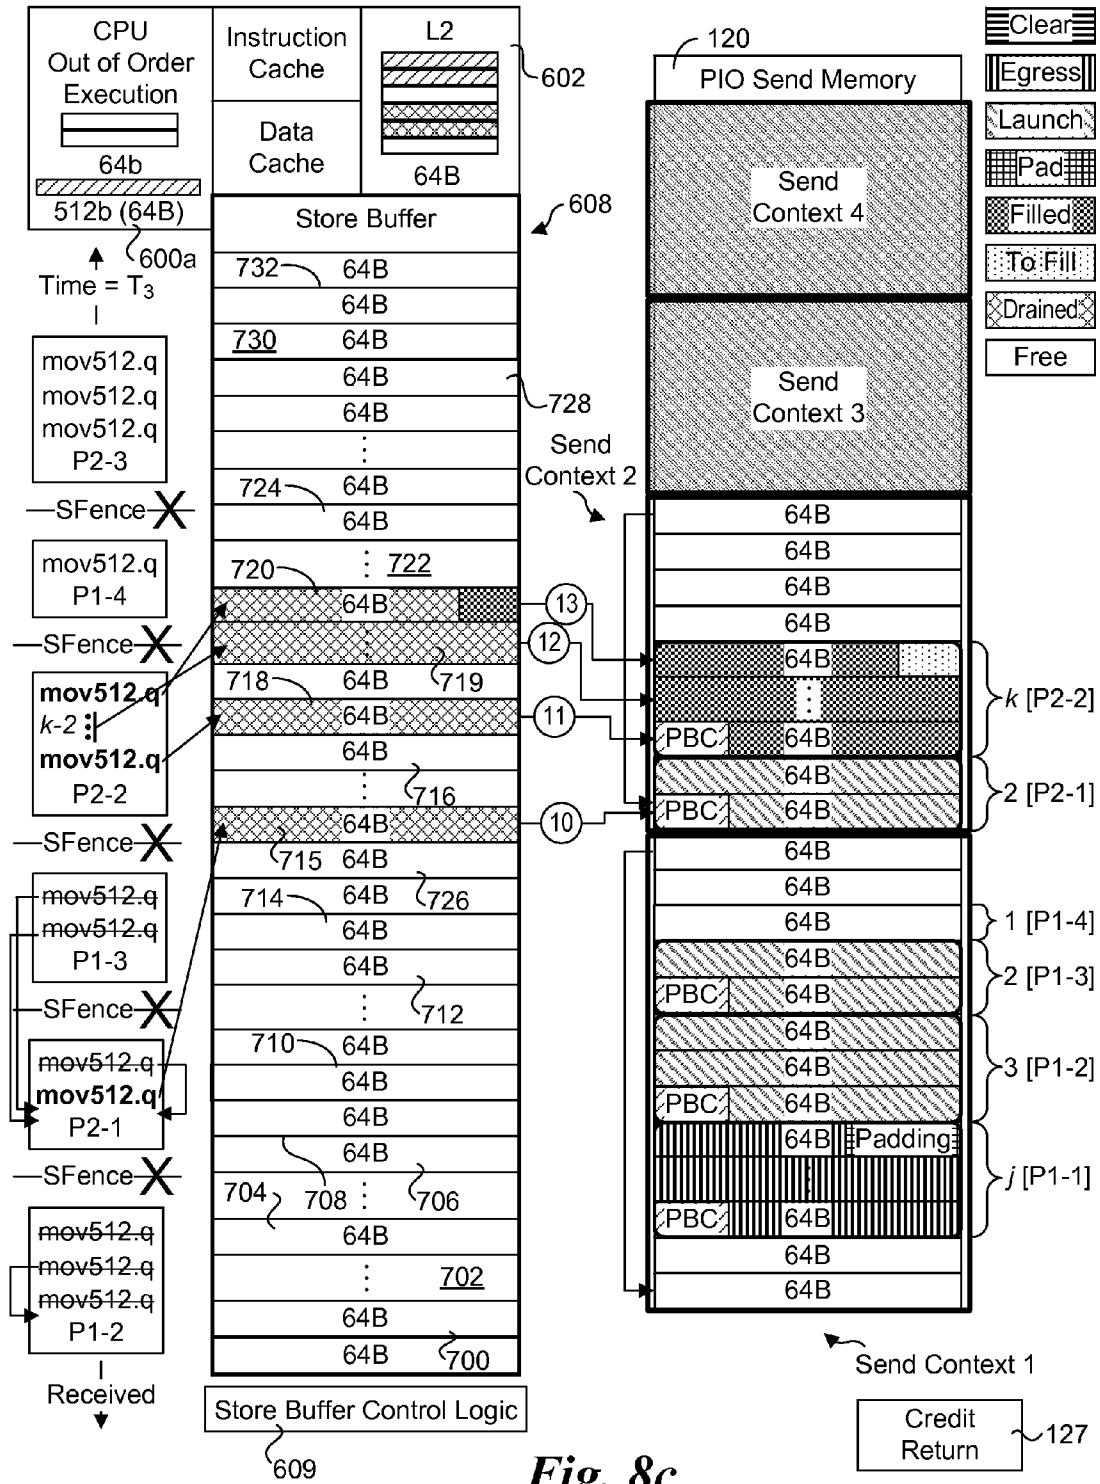 CPU
Out of Order
Execution
64b
512b (64B)
600a
Instruction
Cache
Data
Cache
L2
64B
602
120
PIO Send Memory
Clear
Egress
Launch
Pad
Filled
To Fill
Drained
Free
Store Buffer
608
Time = T3
732
64B
64B
730
64B
64B
728
64B
⋮
724
64B
64B
⋮
722
720
64B
13
⋮
719
12
64B
718
64B
11
64B
716
⋮
64B
10
715
64B
726
714
64B
64B
64B
712
⋮
710
64B
64B
64B
708
64B
706
704
⋮
64B
⋮
702
64B
700
64B
Store Buffer Control Logic
609
mov512.q
mov512.q
mov512.q
P2-3
SFence
mov512.q
P1-4
SFence
mov512.q
k-2
⋮
mov512.q
P2-2
SFence
mov512.q
mov512.q
P1-3
SFence
mov512.q
mov512.q
P2-1
SFence
mov512.q
mov512.q
mov512.q
P1-2
Received
Send
Context 4
Send
Context 3
Send
Context 2
64B
64B
64B
64B
64B
⋮
PBC
64B
k [P2-2]
64B
PBC
64B
2 [P2-1]
64B
64B
64B
1 [P1-4]
64B
PBC
64B
2 [P1-3]
64B
64B
PBC
64B
3 [P1-2]
64B
Padding
⋮
PBC
64B
j [P1-1]
64B
64B
Send Context 1
Credit
Return
127
Fig. 8c